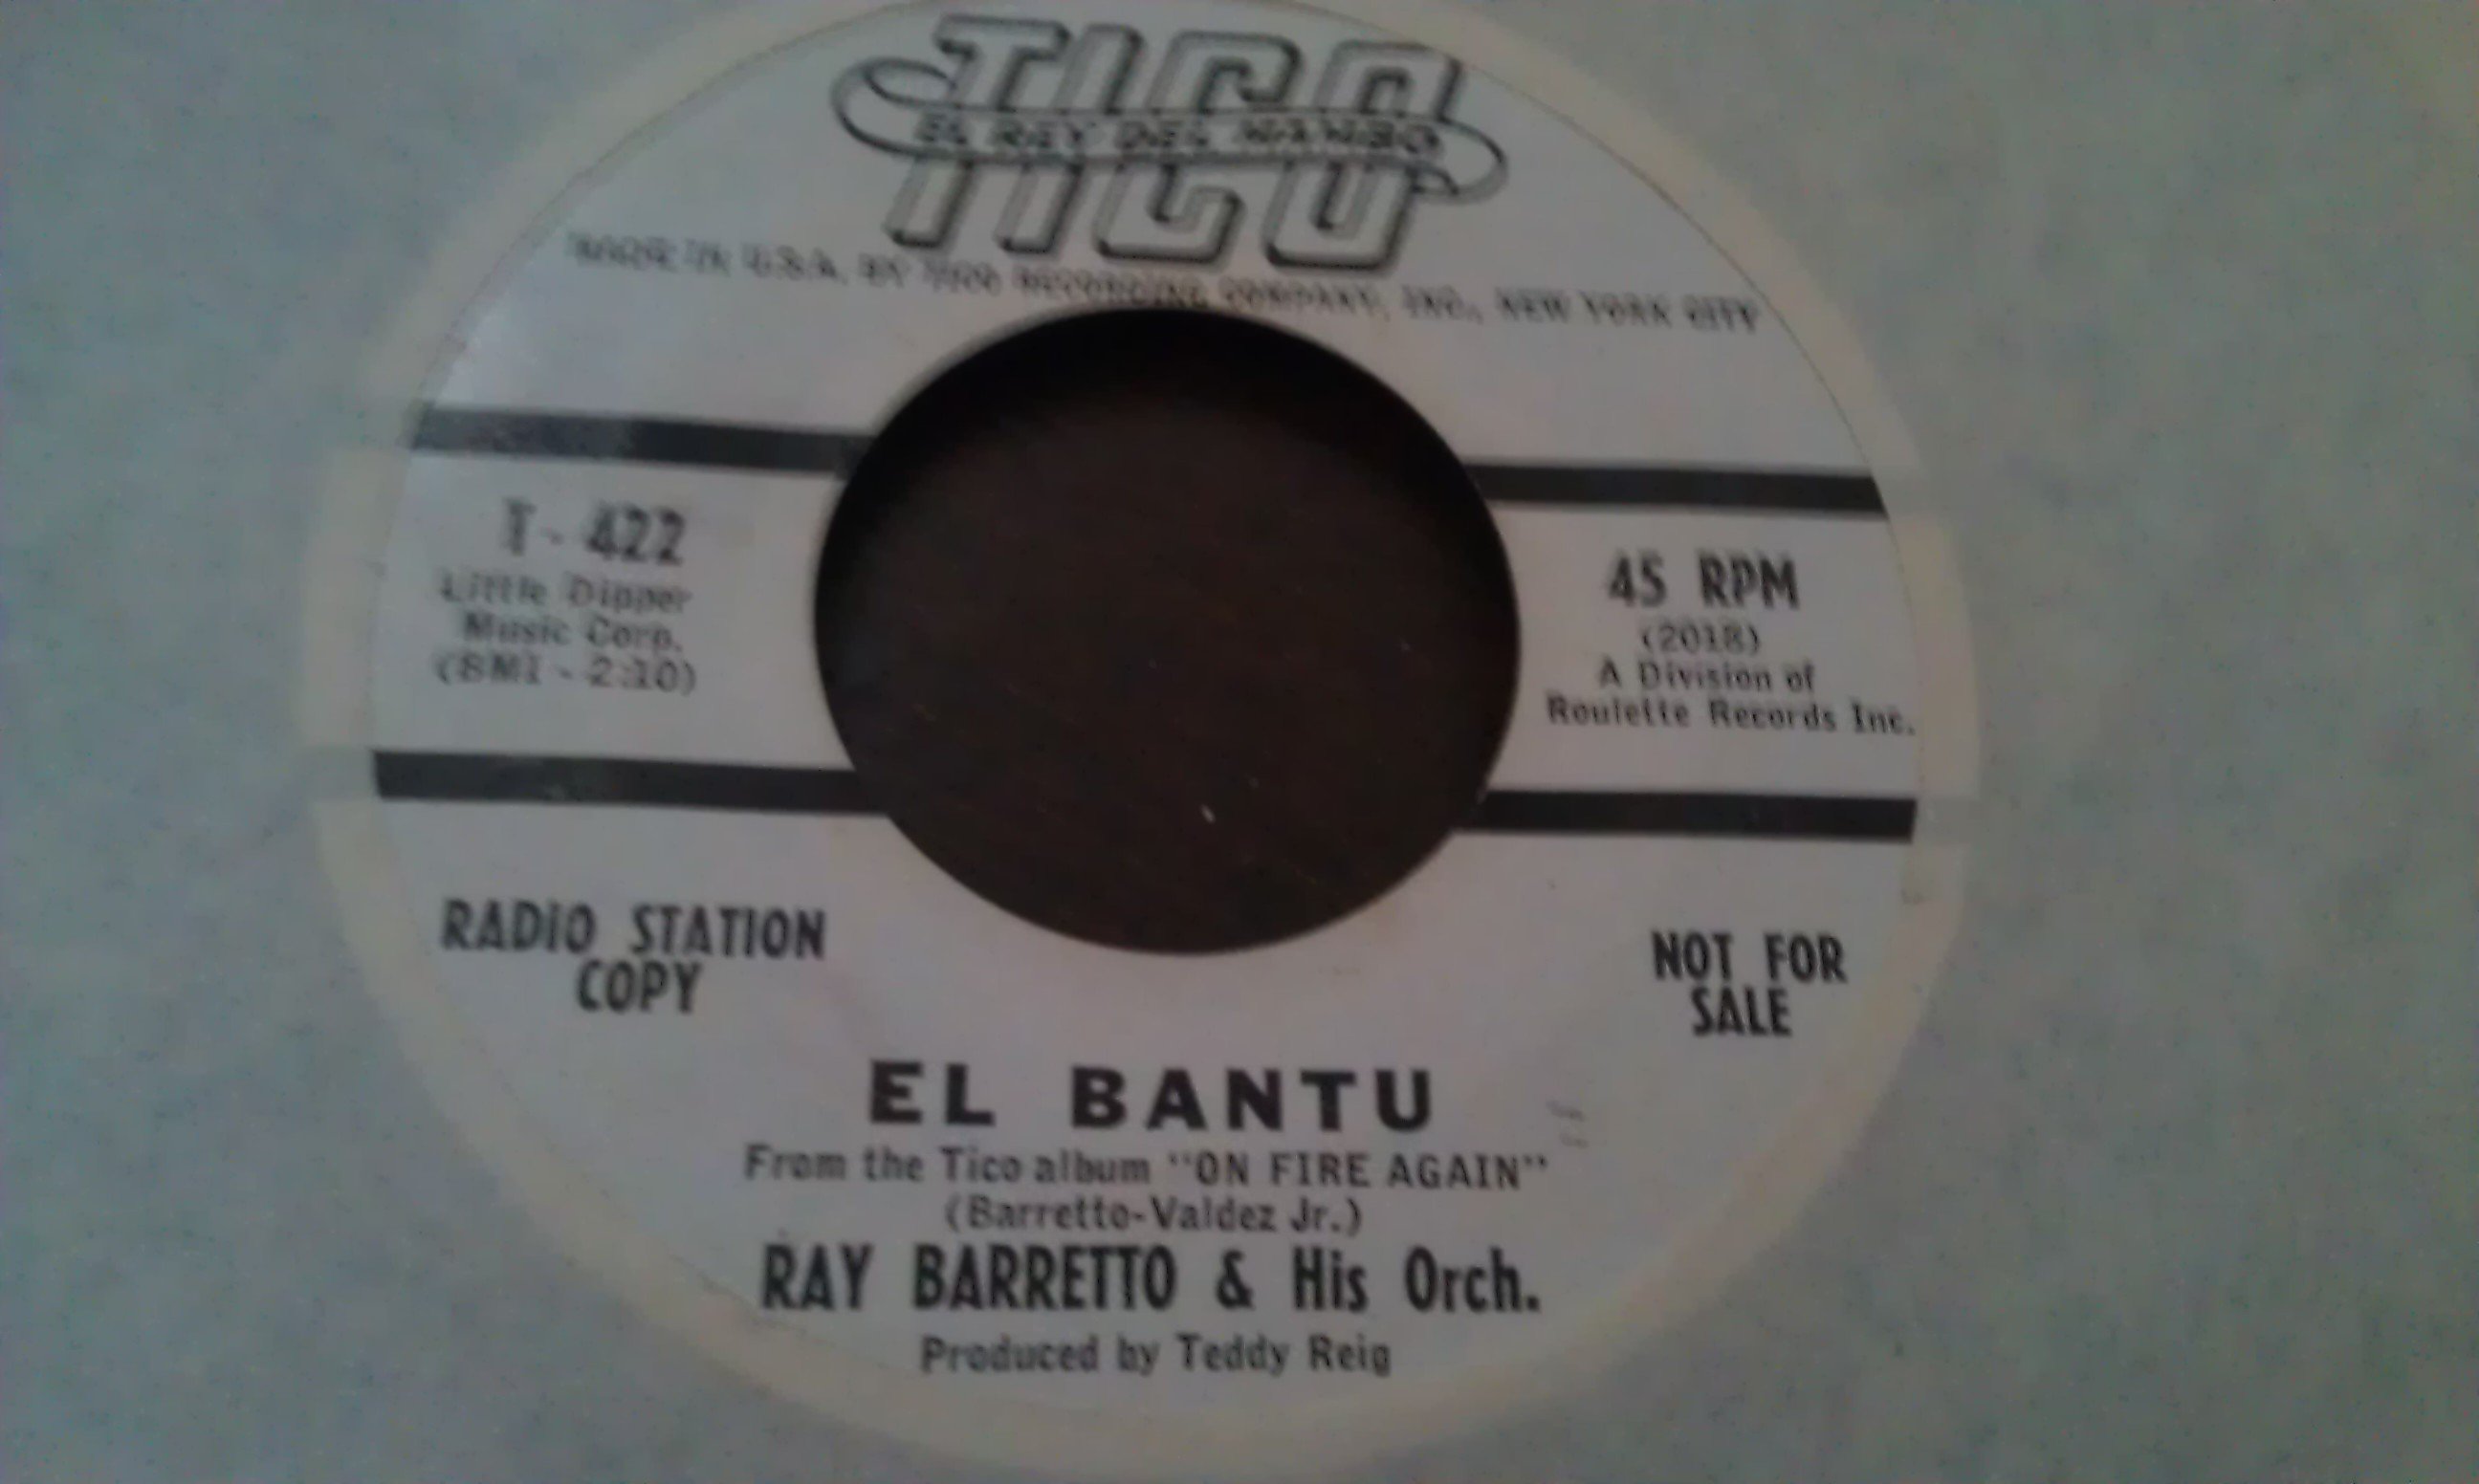 TICO
EL REY DEL MAMBO
MADE IN U.S.A. BY TICO RECORDING COMPANY, INC., NEW YORK CITY
T - 422
Little Dipper
Music Corp.
(BMI - 2:10)
45 RPM
(2018)
A Division of
Roulette Records Inc.
RADIO STATION
COPY
NOT FOR
SALE
EL BANTU
From the Tico album "ON FIRE AGAIN"
(Barretto-Valdez Jr.)
RAY BARRETTO & His Orch.
Produced by Teddy Reig